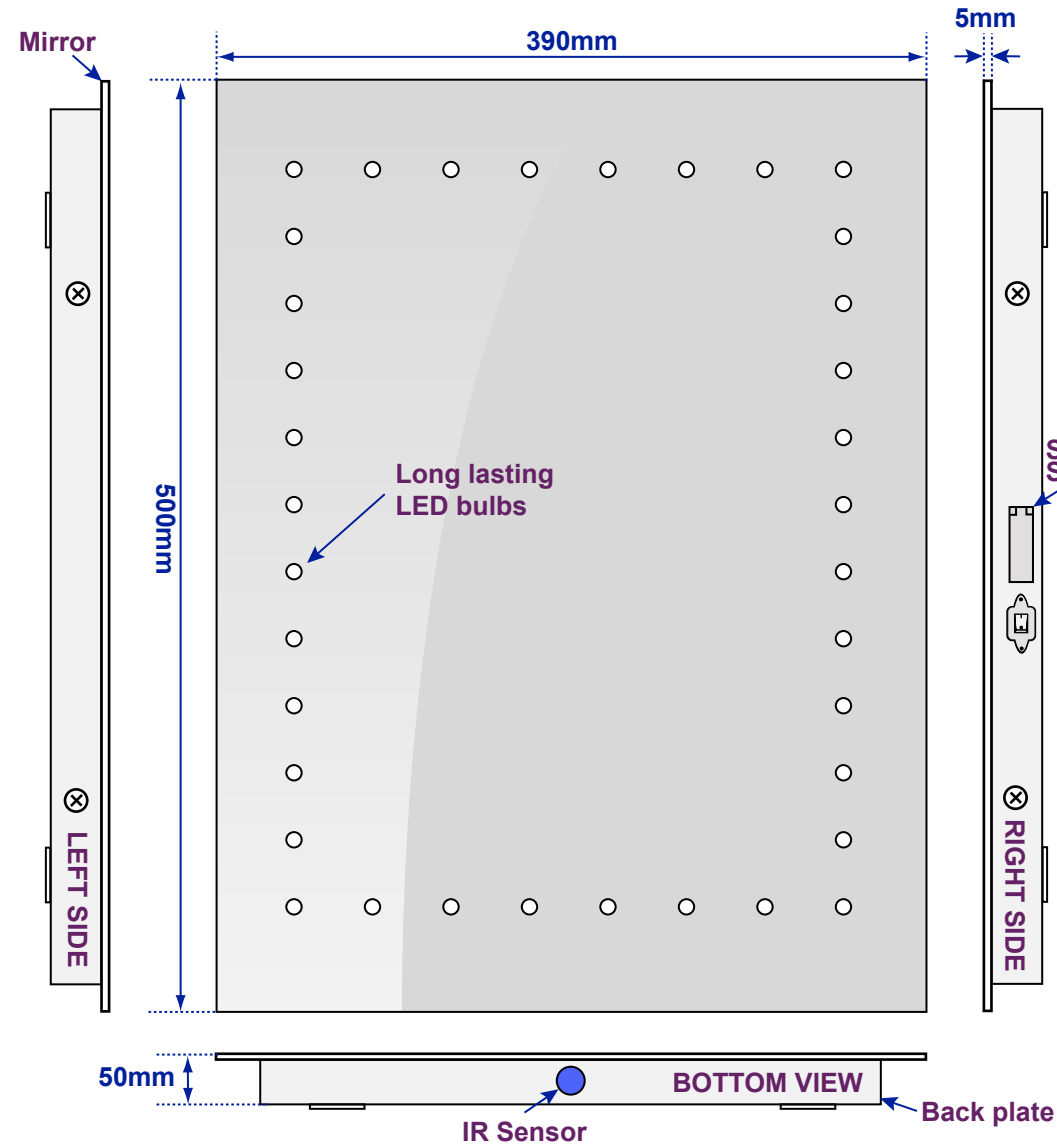 5mm
Mirror
390mm
Long lasting
LED bulbs
500mm
LEFT SIDE
RIGHT SIDE
50mm
BOTTOM VIEW
Back plate
IR Sensor